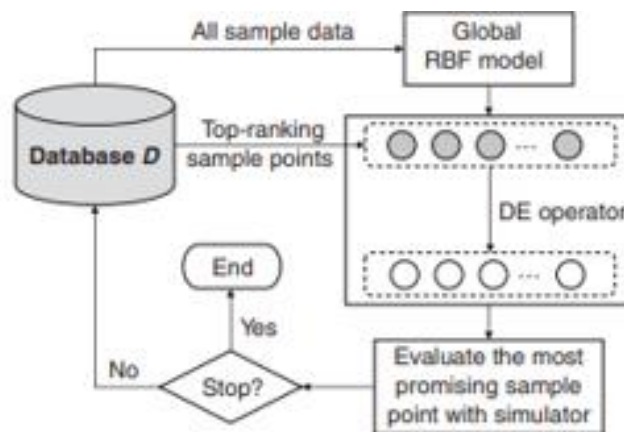 All sample data
Global
RBF model
Database D
Top-ranking
sample points
...
DE operator
...
End
Yes
No
Stop?
Evaluate the most
promising sample
point with simulator